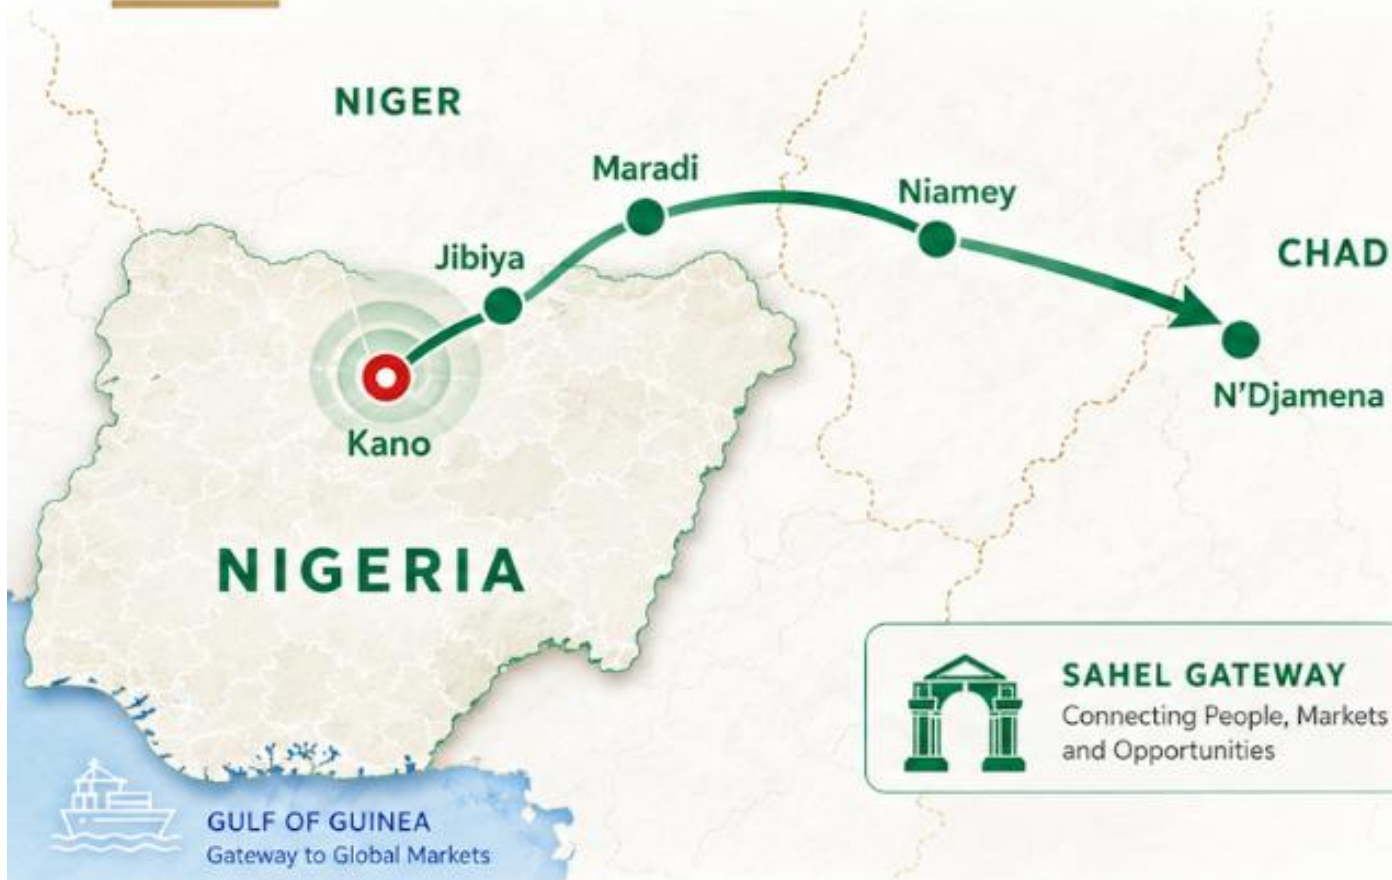 NIGER
Maradi
Niamey
Jibiya
CHAD
N'Djamena
Kano
NIGERIA
SAHEL GATEWAY
Connecting People, Markets
and Opportunities
GULF OF GUINEA
Gateway to Global Markets